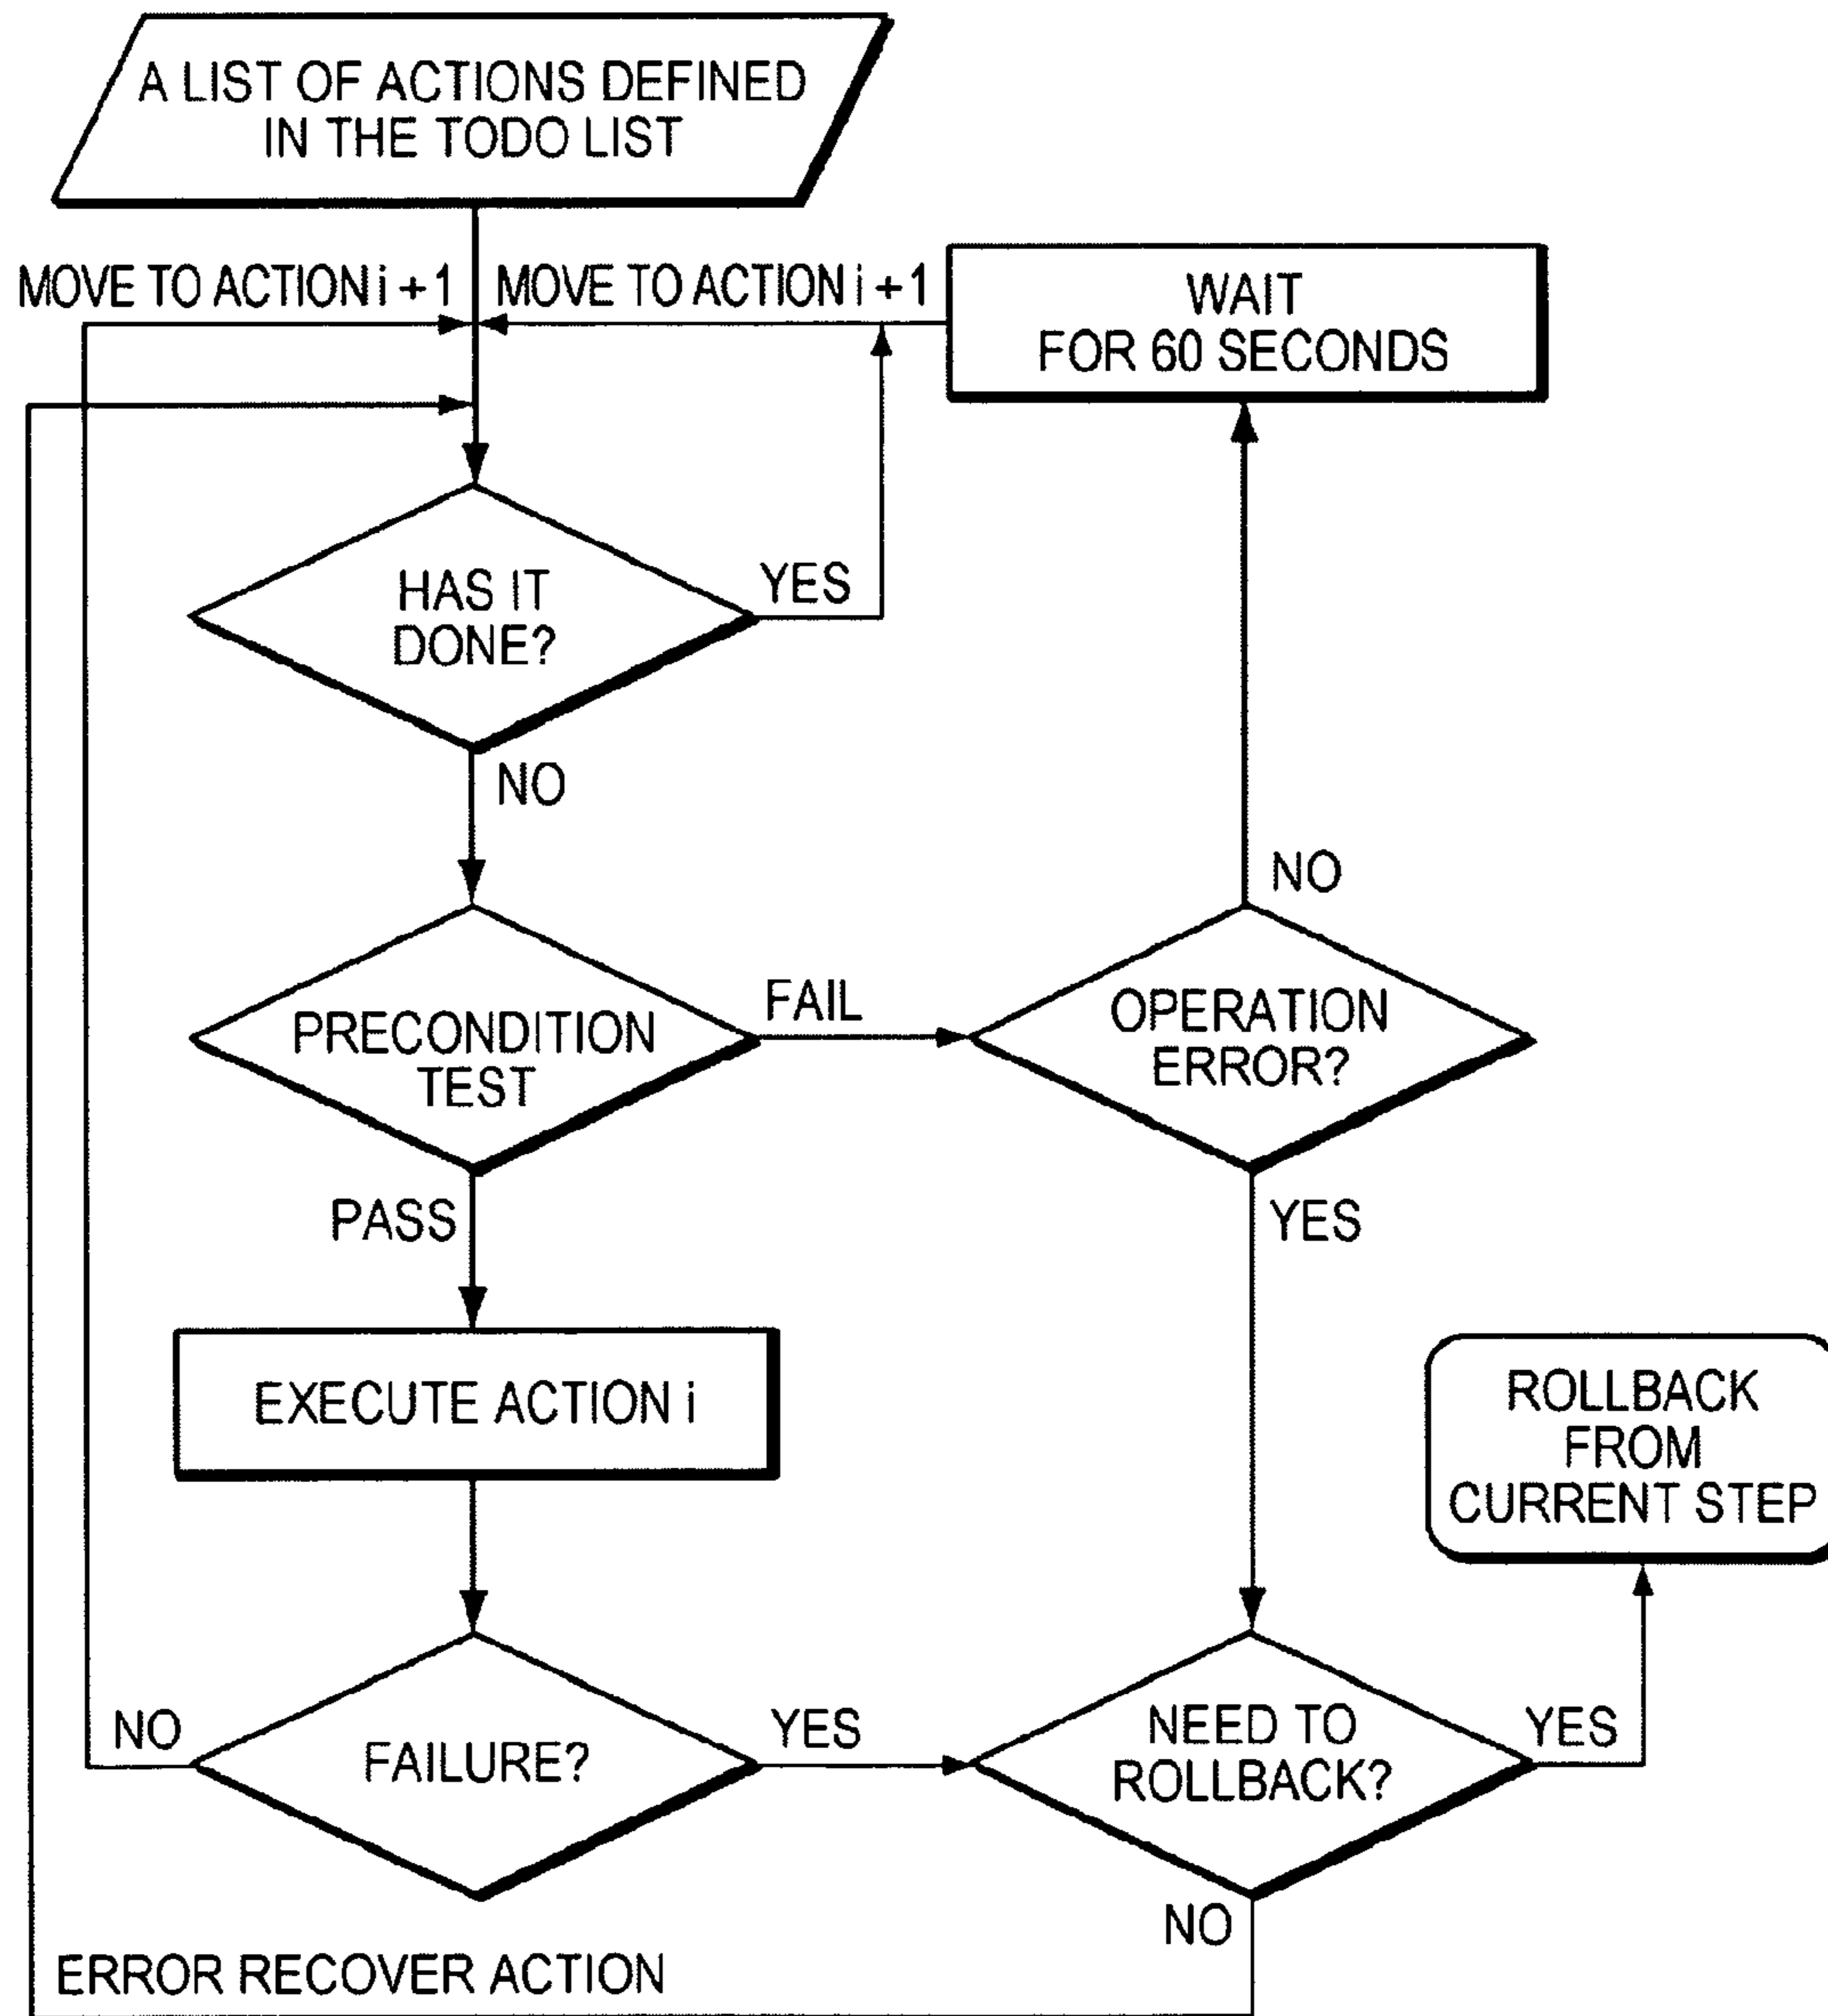 A LIST OF ACTIONS DEFINED
IN THE TODO LIST
MOVE TO ACTION i + 1
MOVE TO ACTION i + 1
WAIT
FOR 60 SECONDS
HAS IT
DONE?
YES
NO
NO
PRECONDITION
TEST
FAIL
OPERATION
ERROR?
PASS
YES
EXECUTE ACTION i
ROLLBACK
FROM
CURRENT STEP
NO
FAILURE?
YES
NEED TO
ROLLBACK?
YES
NO
ERROR RECOVER ACTION